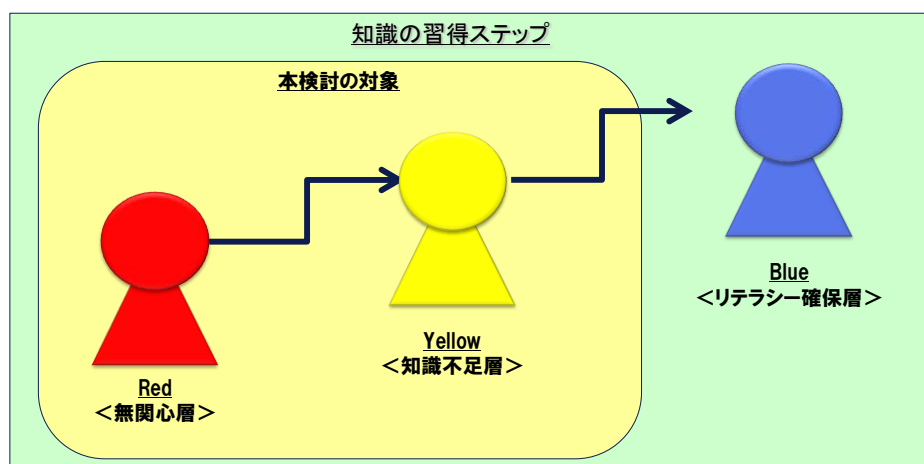 知識の習得ステップ
本検討の対象
Blue
＜リテラシー確保層＞
Yellow
＜知識不足層＞
Red
＜無関心層＞